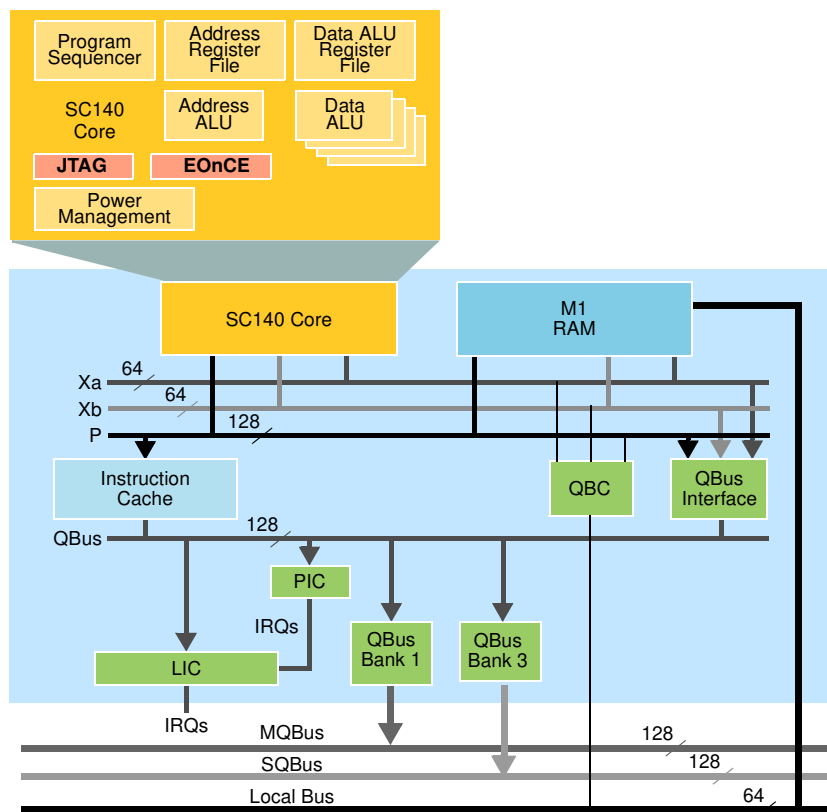 Program
Sequencer
Address
Register
File
Data ALU
Register
File
SC140
Core
Address
ALU
Data
ALU
JTAG
EOnCE
Power
Management
SC140 Core
M1
RAM
Xa
64
Xb
64
P
128
Instruction
Cache
QBC
QBus
Interface
QBus
128
PIC
IRQs
QBus
Bank 1
QBus
Bank 3
LIC
IRQs
MQBus
128
SQBus
128
Local Bus
64